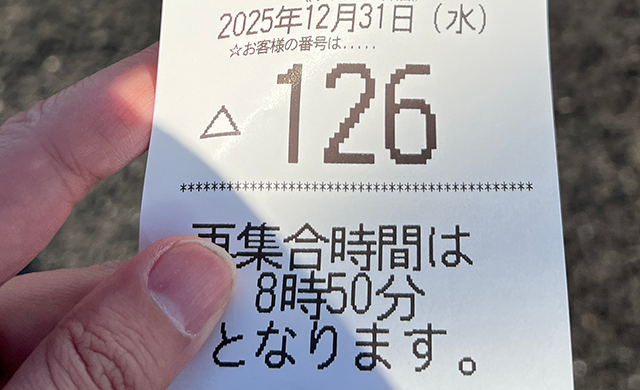 2025年12月31日（水）
☆お客様の番号は.....
△ 126
再集合時間は
8時50分
となります。